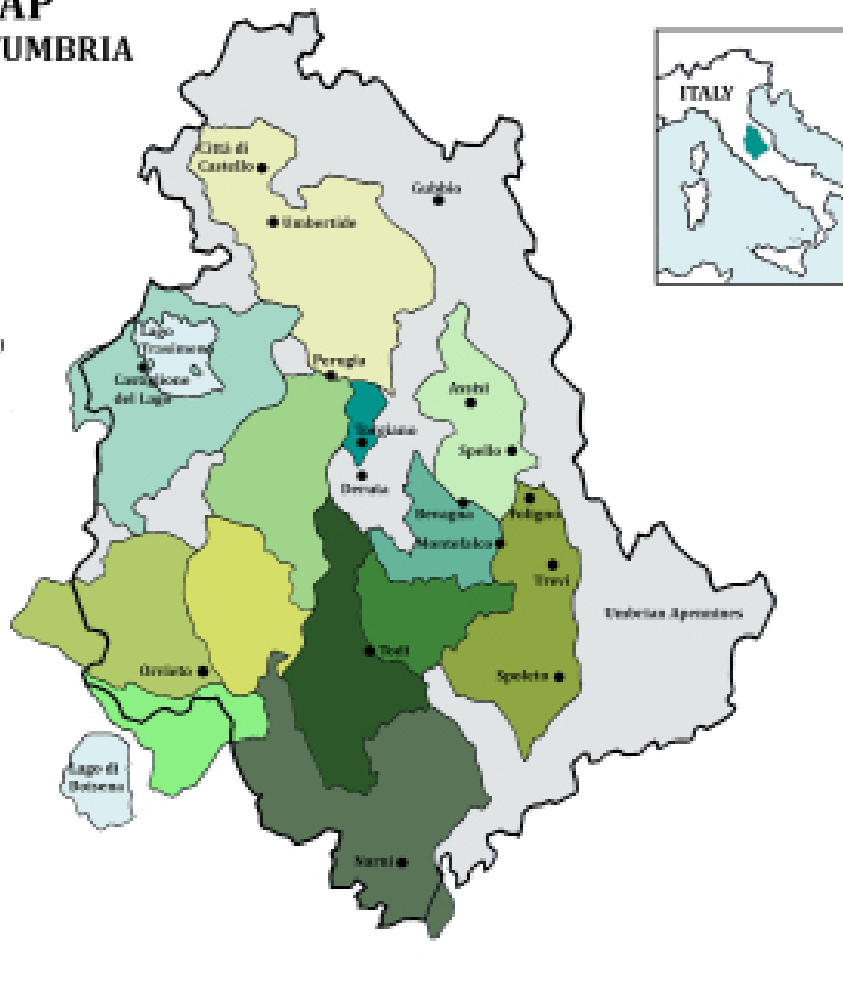 AP
/UMBRIA
ITALY
Città di
Castello
Gubbio
Umbertide
Lago
Trasimeno
Castiglione
del Lago
Perugia
Assisi
Torgiano
Spello
Deruta
Bevagna
Foligno
Montefalco
Trevi
Umbrian Apennines
Todi
Orvieto
Spoleto
Lago di
Bolsena
Narni